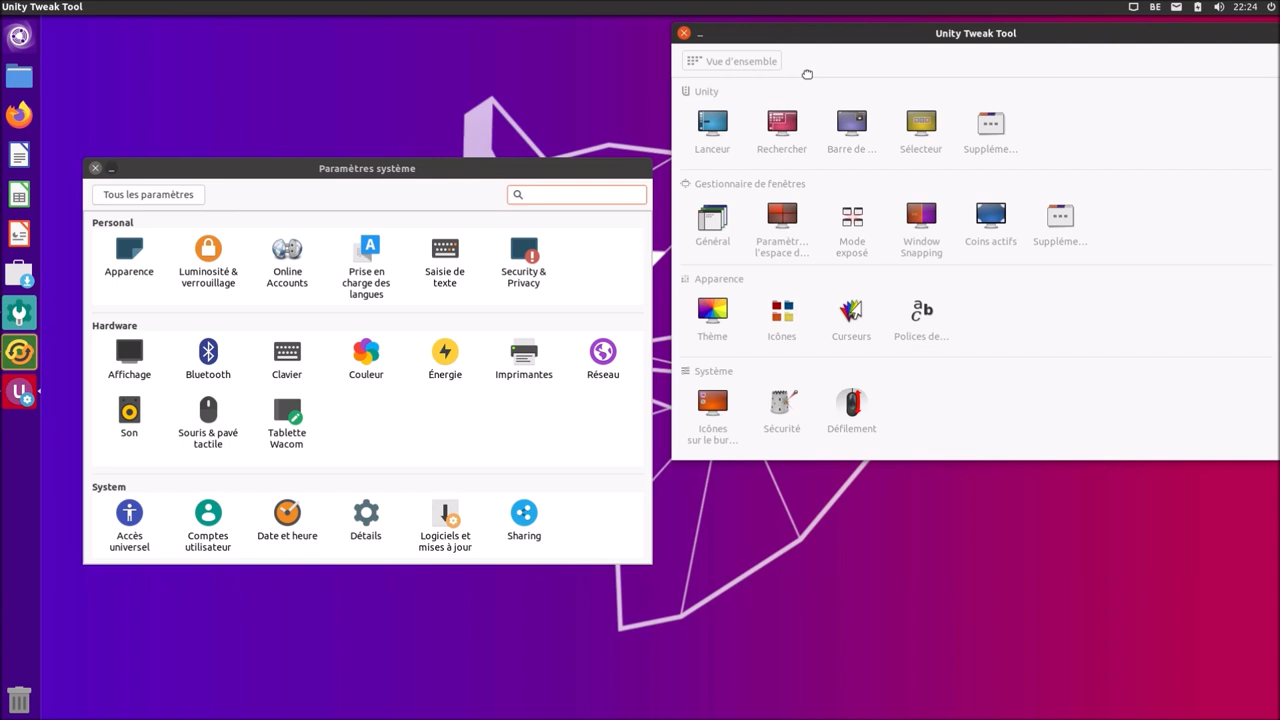 Unity Tweak Tool
BE
22:24
Unity Tweak Tool
Vue d'ensemble
Unity
Lanceur
Rechercher
Barre de ...
Sélecteur
Suppléme...
Gestionnaire de fenêtres
Général
Paramètr...
l'espace d...
Mode
exposé
Window
Snapping
Coins actifs
Suppléme...
Apparence
Thème
Icônes
Curseurs
Polices de...
Système
Icônes
sur le bur...
Sécurité
Défilement
Paramètres système
Tous les paramètres
Personal
Apparence
Luminosité &
verrouillage
Online
Accounts
Prise en
charge des
langues
Saisie de
texte
Security &
Privacy
Hardware
Affichage
Bluetooth
Clavier
Couleur
Énergie
Imprimantes
Réseau
Son
Souris & pavé
tactile
Tablette
Wacom
System
Accès
universel
Comptes
utilisateur
Date et heure
Détails
Logiciels et
mises à jour
Sharing